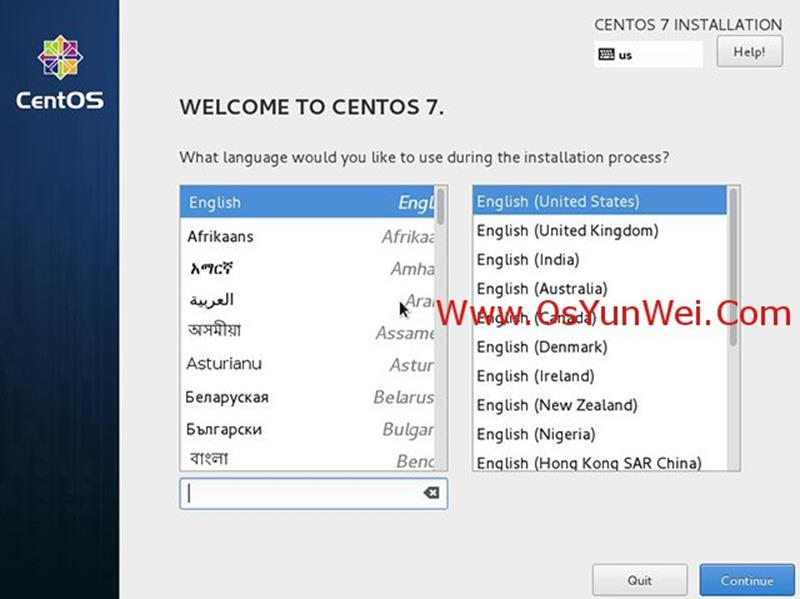 CentOS
CENTOS 7 INSTALLATION
us
Help!
WELCOME TO CENTOS 7.
What language would you like to use during the installation process?
English Engl
Afrikaans Afrikaa
አማርኛ Amha
العربية Ara
অসমীয়া Assame
Asturianu Astur
Беларуская Belarus
Български Bulgar
বাংলা Beng
English (United States)
English (United Kingdom)
English (India)
English (Australia)
English (Canada)
English (Denmark)
English (Ireland)
English (New Zealand)
English (Nigeria)
English (Hong Kong SAR China)
Www.OsYunWei.Com
Quit
Continue